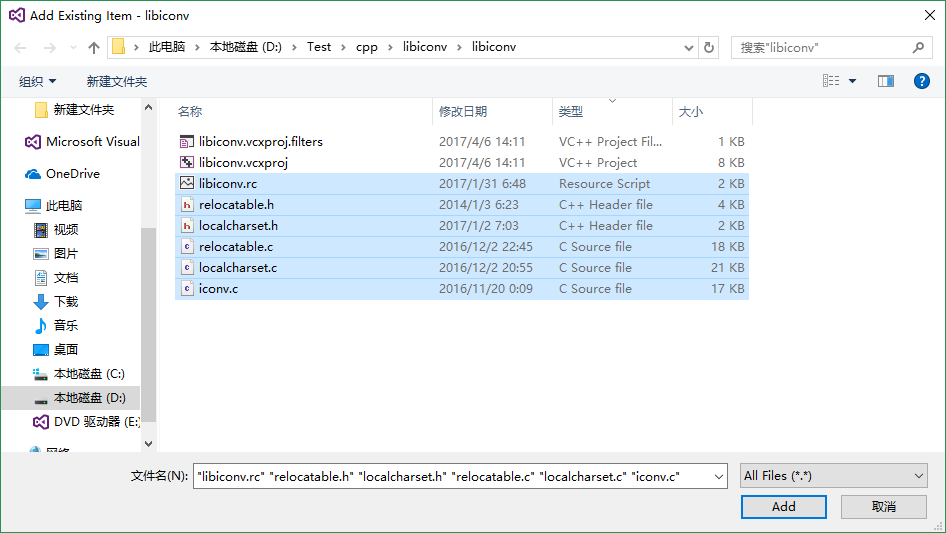 Add Existing Item - libiconv
此电脑 > 本地磁盘 (D:) > Test > cpp > libiconv > libiconv
搜索"libiconv"
组织 新建文件夹
新建文件夹
Microsoft Visual
OneDrive
此电脑
视频
图片
文档
下载
音乐
桌面
本地磁盘 (C:)
本地磁盘 (D:)
DVD 驱动器 (E:)
网络
名称 修改日期 类型 大小
libiconv.vcxproj.filters 2017/4/6 14:11 VC++ Project Fil... 1 KB
libiconv.vcxproj 2017/4/6 14:11 VC++ Project 8 KB
libiconv.rc 2017/1/31 6:48 Resource Script 2 KB
relocatable.h 2014/1/3 6:23 C++ Header file 4 KB
localcharset.h 2017/1/2 7:03 C++ Header file 2 KB
relocatable.c 2016/12/2 22:45 C Source file 18 KB
localcharset.c 2016/12/2 20:55 C Source file 21 KB
iconv.c 2016/11/20 0:09 C Source file 17 KB
文件名(N): "libiconv.rc" "relocatable.h" "localcharset.h" "relocatable.c" "localcharset.c" "iconv.c"
All Files (*.*)
Add 取消